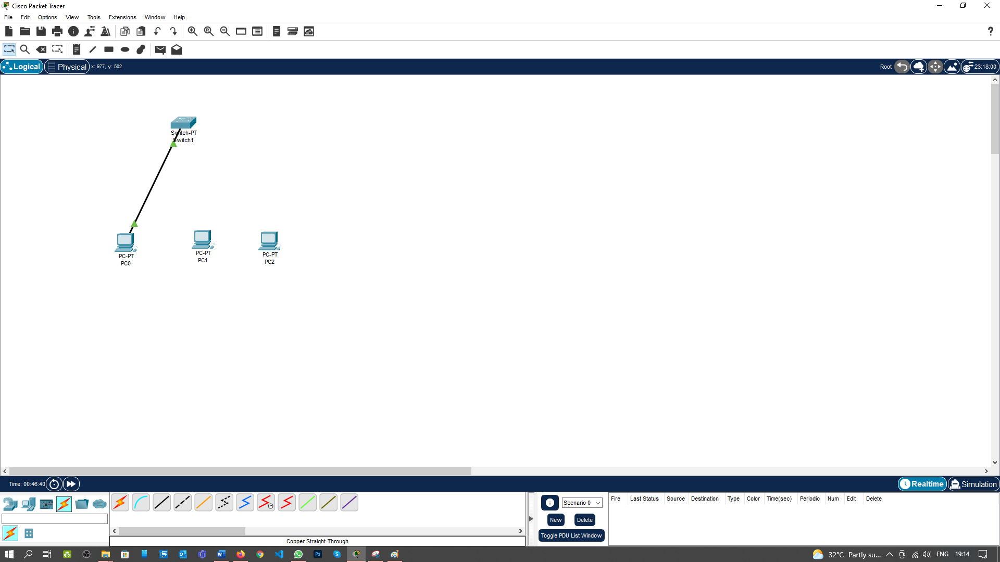 Cisco Packet Tracer
File Edit Options View Tools Extensions Window Help
?
Logical Physical x: 977, y: 502 Root 23:18:00
Switch-PT
Switch1
PC-PT
PC0
PC-PT
PC1
PC-PT
PC2
Time: 00:46:40 Realtime Simulation
Scenario 0
New Delete
Toggle PDU List Window
Fire Last Status Source Destination Type Color Time(sec) Periodic Num Edit Delete
Copper Straight-Through
32°C Partly su... ENG 19:14